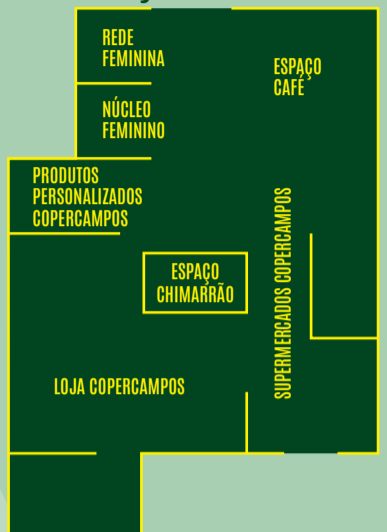 REDE
FEMININA
ESPAÇO
CAFÉ
NÚCLEO
FEMININO
PRODUTOS
PERSONALIZADOS
COPERCAMPOS
ESPAÇO
CHIMARRÃO
SUPERMERCADOS COPERCAMPOS
LOJA COPERCAMPOS